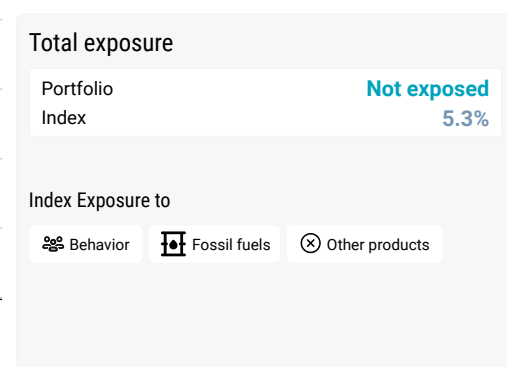 Total exposure
Portfolio Not exposed
Index 5.3%
Index Exposure to
Behavior Fossil fuels Other products